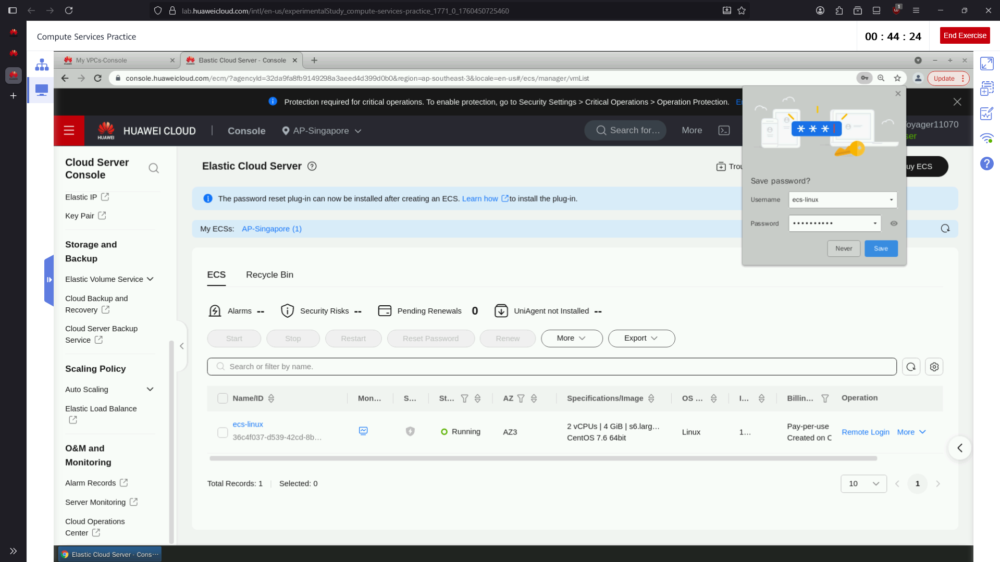 lab.huaweicloud.com/intl/en-us/experimentalStudy_compute-services-practice_1771_0_1760450725460
1
Compute Services Practice
00 : 44 : 24
End Exercise
My VPCs-Console
Elastic Cloud Server - Console
console.huaweicloud.com/ecm/?agencyId=32da9fa8fb9149298a3aeed4d399d0b0&region=ap-southeast-3&locale=en-us#/ecs/manager/vmList
Update
Protection required for critical operations. To enable protection, go to Security Settings > Critical Operations > Operation Protection.
HUAWEI
HUAWEI CLOUD
Console
AP-Singapore
Search for...
More
oyager11070
ser
Cloud Server Console
Elastic IP
Key Pair
Storage and Backup
Elastic Volume Service
Cloud Backup and Recovery
Cloud Server Backup Service
Scaling Policy
Auto Scaling
Elastic Load Balance
O&M and Monitoring
Alarm Records
Server Monitoring
Cloud Operations Center
Elastic Cloud Server
Trou
uy ECS
The password reset plug-in can now be installed after creating an ECS. Learn how to install the plug-in.
My ECSs: AP-Singapore (1)
Save password?
Username ecs-linux
Password ••••••••••
Never Save
ECS Recycle Bin
Alarms -- Security Risks -- Pending Renewals 0 UniAgent not Installed --
Start Stop Restart Reset Password Renew More Export
Search or filter by name.
Name/ID Mon... S... St... AZ Specifications/Image OS ... I... Billin... Operation
ecs-linux
36c4f037-d539-42cd-8b...
Running
AZ3
2 vCPUs | 4 GiB | s6.larg...
CentOS 7.6 64bit
Linux
1...
Pay-per-use
Created on C
Remote Login More
Total Records: 1 Selected: 0
10
1
Elastic Cloud Server - Cons···